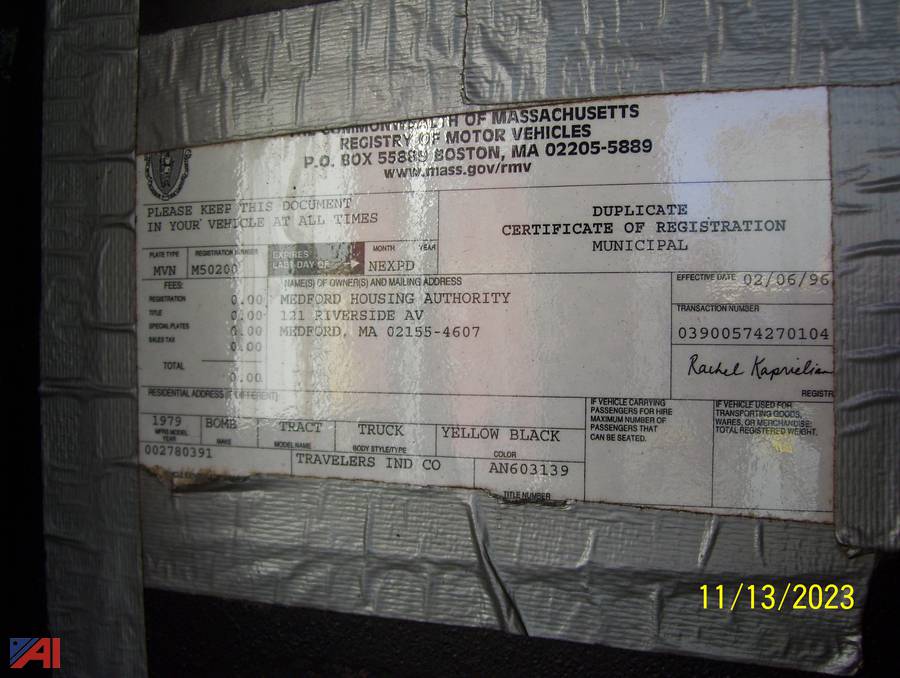 COMMONWEALTH OF MASSACHUSETTS
REGISTRY OF MOTOR VEHICLES
P.O. BOX 55889 BOSTON, MA 02205-5889
www.mass.gov/rmv
PLEASE KEEP THIS DOCUMENT
IN YOUR VEHICLE AT ALL TIMES
DUPLICATE
CERTIFICATE OF REGISTRATION
MUNICIPAL
PLATE TYPE REGISTRATION NUMBER EXPIRES LAST DAY OF MONTH YEAR
MVN M50200 NEXPD
FEES:
REGISTRATION 0.00
TITLE 0.00
SPECIAL PLATES 0.00
SALES TAX 0.00
TOTAL 0.00
NAME(S) OF OWNER(S) AND MAILING ADDRESS
MEDFORD HOUSING AUTHORITY
121 RIVERSIDE AV
MEDFORD, MA 02155-4607
EFFECTIVE DATE 02/06/96
TRANSACTION NUMBER
03900574270104
Rachel Kaprielian
REGISTR
RESIDENTIAL ADDRESS (IF DIFFERENT)
1979 BOMB TRACT TRUCK YELLOW BLACK
MFRS MODEL YEAR MAKE MODEL NAME BODY STYLE/TYPE COLOR
002780391 TRAVELERS IND CO AN603139
TITLE NUMBER
IF VEHICLE CARRYING
PASSENGERS FOR HIRE
MAXIMUM NUMBER OF
PASSENGERS THAT
CAN BE SEATED.
IF VEHICLE USED FOR
TRANSPORTING GOODS,
WARES, OR MERCHANDISE:
TOTAL REGISTERED WEIGHT.
11/13/2023
AI